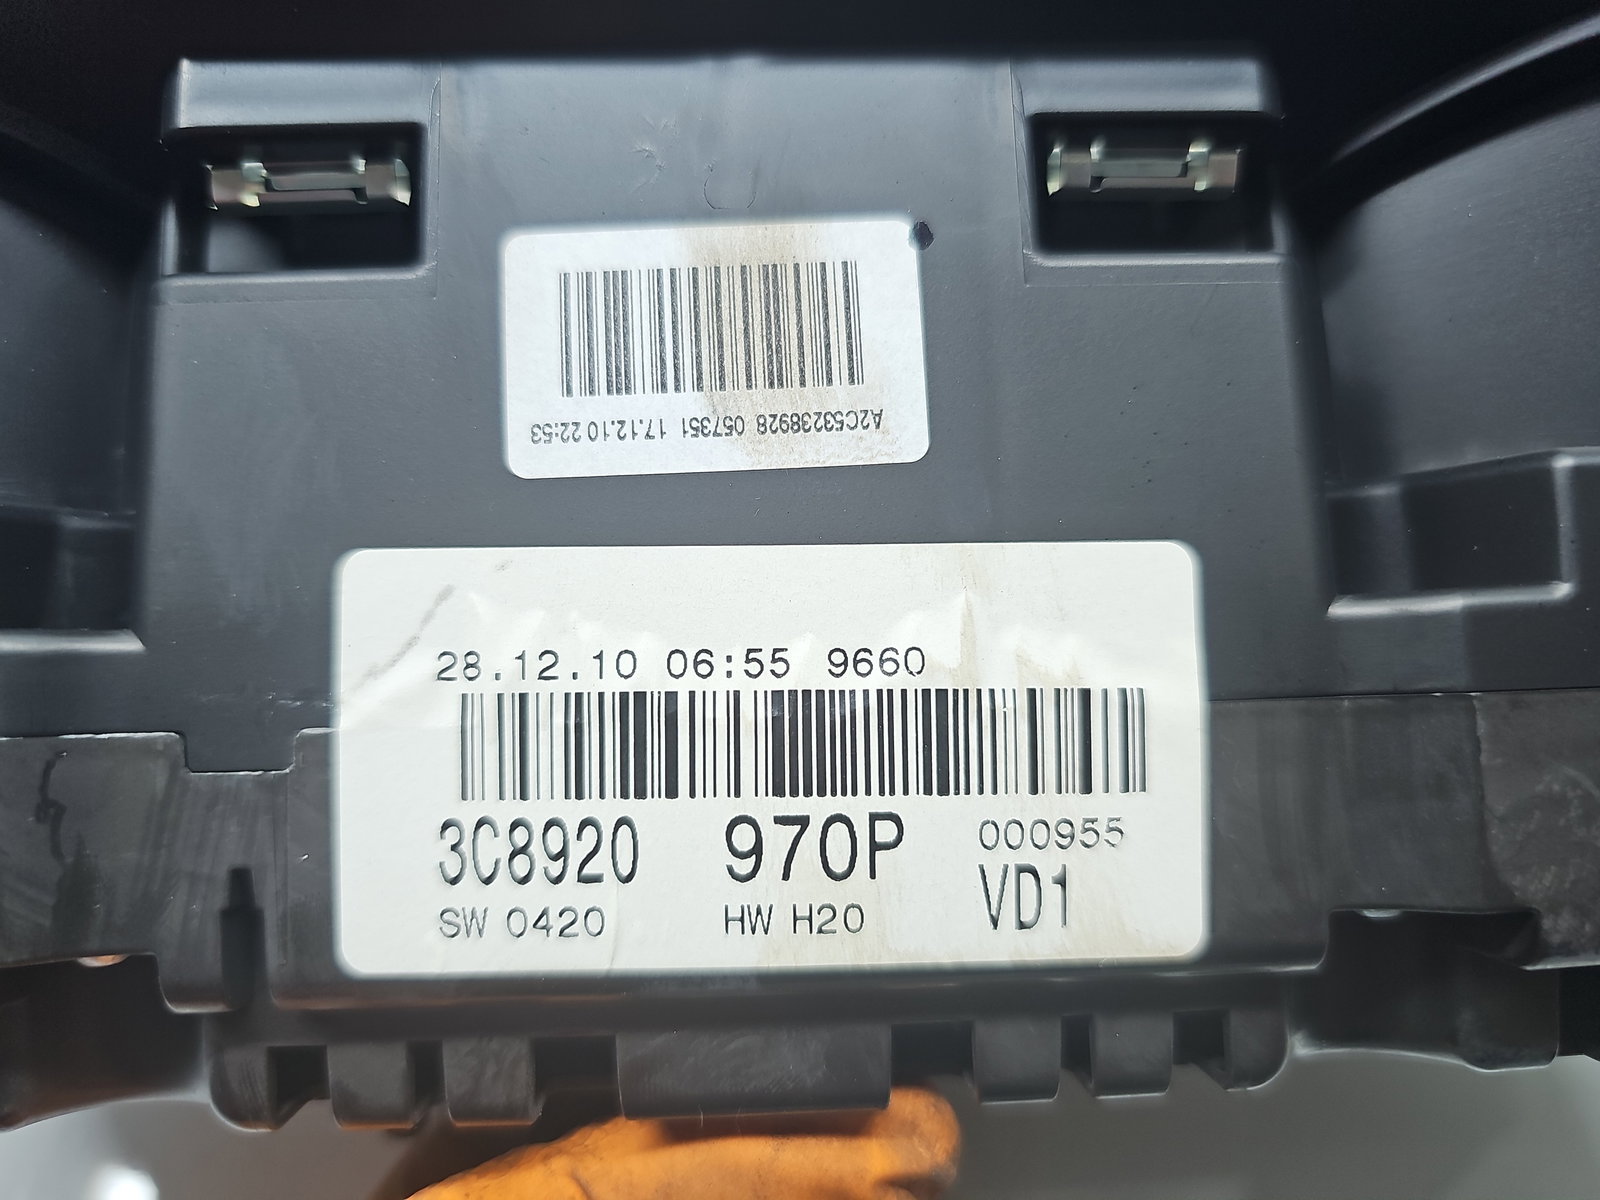 A2C53238928 057351 17.12.10 22:53
28.12.10 06:55 9660
3C8920 970P 000955
SW 0420 HW H20 VD1